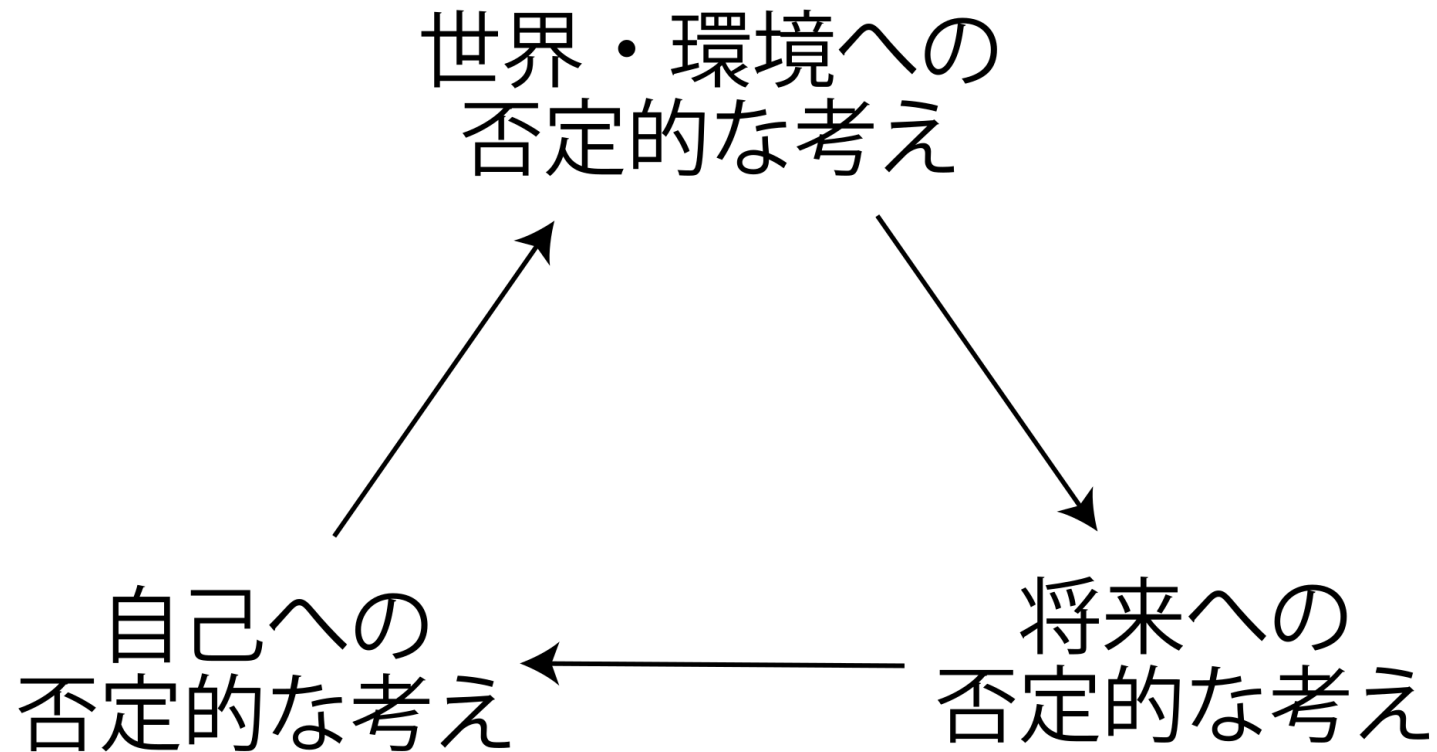 世界・環境への
否定的な考え
自己への
否定的な考え
将来への
否定的な考え